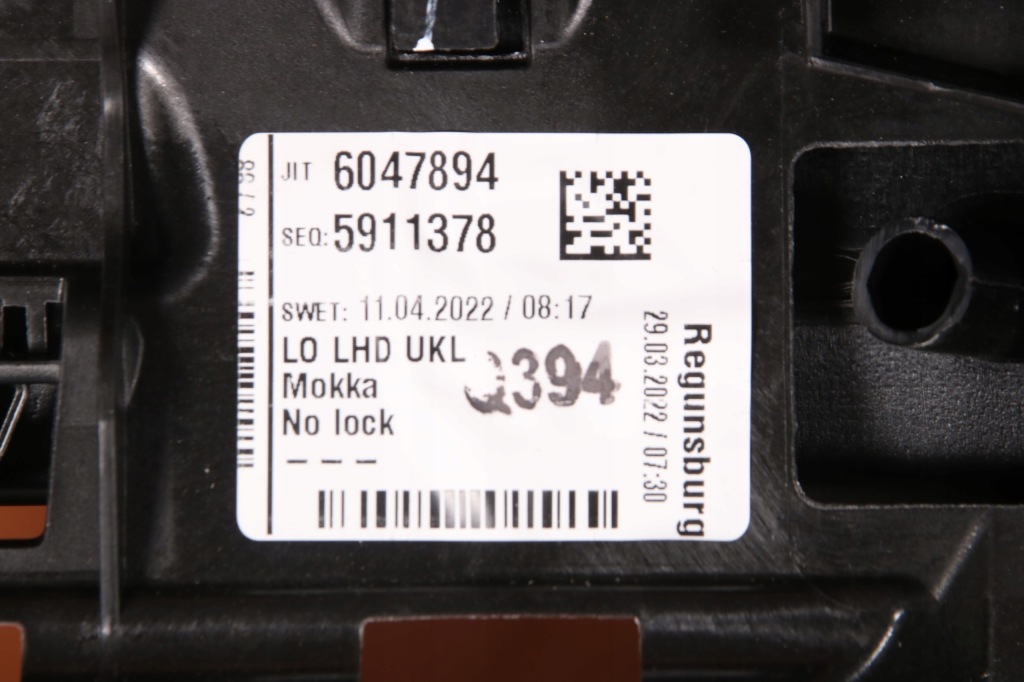 JIT 6047894
SEQ: 5911378
SWET: 11.04.2022 / 08:17
LO LHD UKL
Mokka
No lock
---
394
29.03.2022 / 07:30
Regunsburg